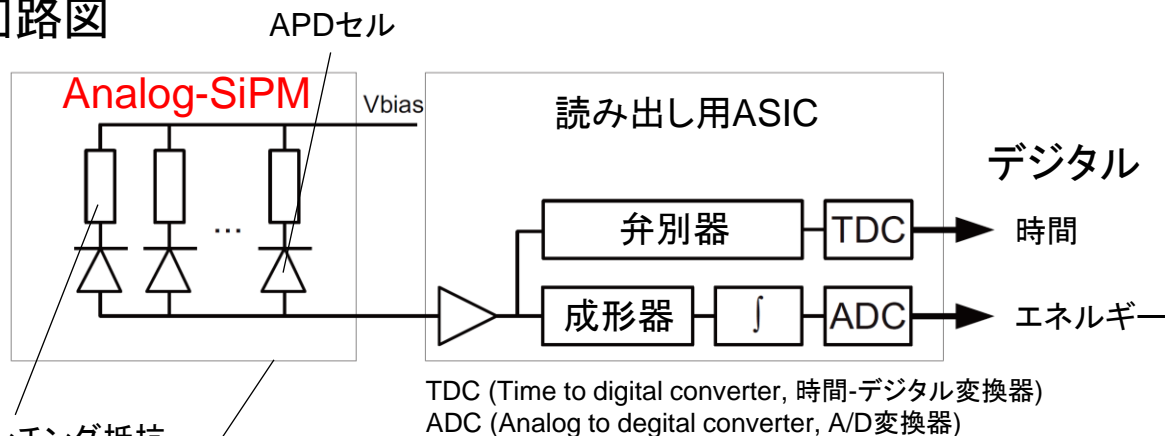 回路図
APDセル
Analog-SiPM
Vbias
読み出し用ASIC
デジタル
...
弁別器
TDC
時間
成形器
∫
ADC
エネルギー
TDC (Time to digital converter, 時間-デジタル変換器)
ADC (Analog to degital converter, A/D変換器)